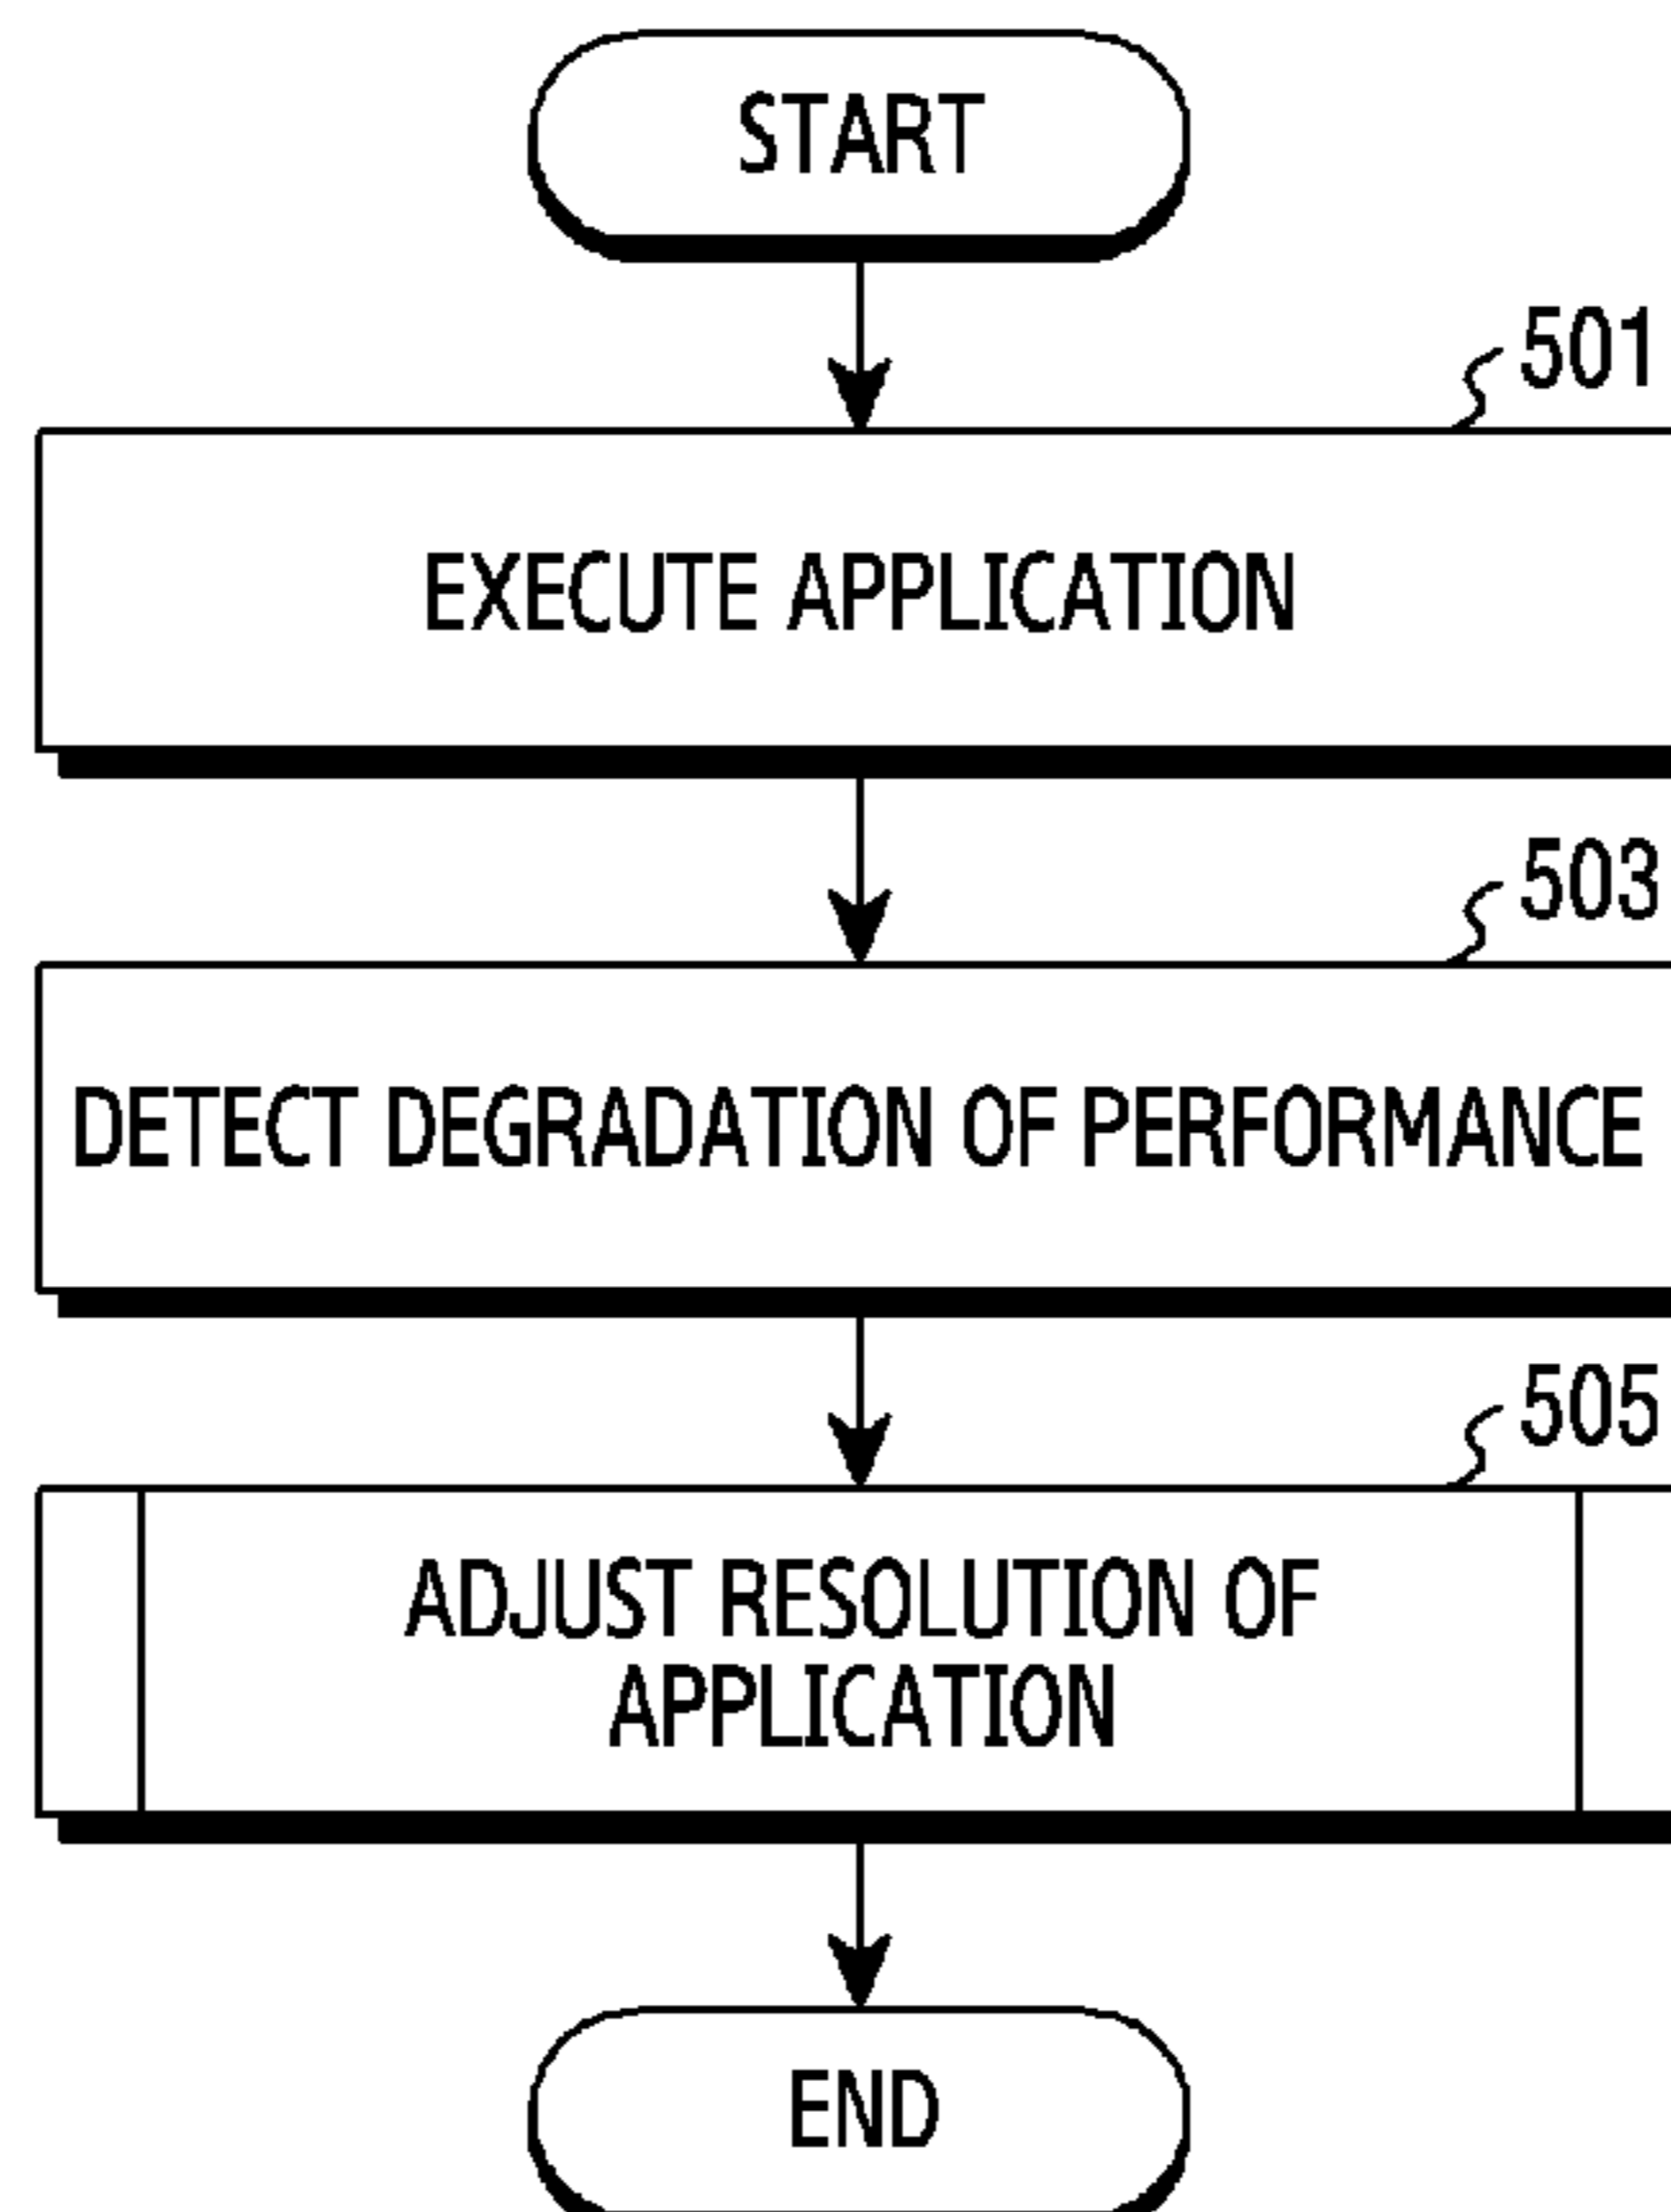 START
501
EXECUTE APPLICATION
503
DETECT DEGRADATION OF PERFORMANCE
505
ADJUST RESOLUTION OF
APPLICATION
END